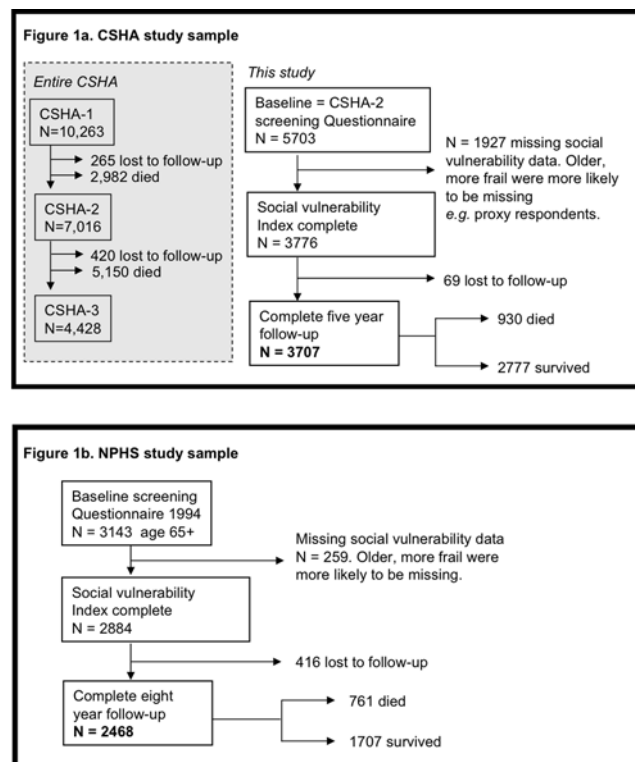 Figure 1a. CSHA study sample
Entire CSHA
CSHA-1
N=10,263
265 lost to follow-up
2,982 died
CSHA-2
N=7,016
420 lost to follow-up
5,150 died
CSHA-3
N=4,428
This study
Baseline = CSHA-2
screening Questionnaire
N = 5703
N = 1927 missing social
vulnerability data. Older,
more frail were more likely
to be missing
e.g. proxy respondents.
Social vulnerability
Index complete
N = 3776
69 lost to follow-up
Complete five year
follow-up
N = 3707
930 died
2777 survived
Figure 1b. NPHS study sample
Baseline screening
Questionnaire 1994
N = 3143 age 65+
Missing social vulnerability data
N = 259. Older, more frail were
more likely to be missing.
Social vulnerability
Index complete
N = 2884
416 lost to follow-up
Complete eight
year follow-up
N = 2468
761 died
1707 survived